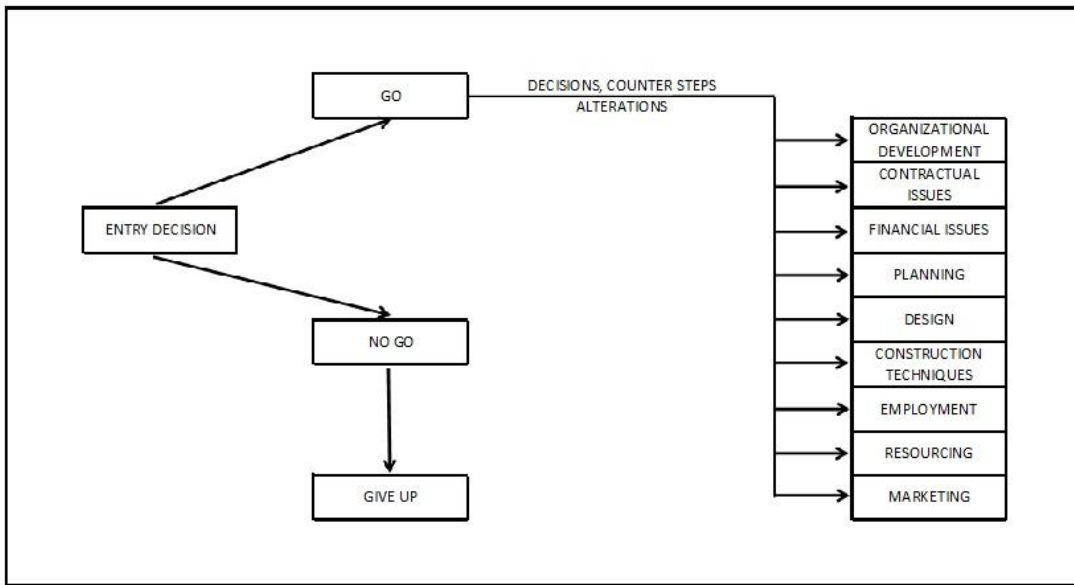 GO
DECISIONS, COUNTER STEPS
ALTERATIONS
ORGANIZATIONAL
DEVELOPMENT
CONTRACTUAL
ISSUES
ENTRY DECISION
FINANCIAL ISSUES
PLANNING
DESIGN
NO GO
CONSTRUCTION
TECHNIQUES
EMPLOYMENT
RESOURCING
GIVE UP
MARKETING